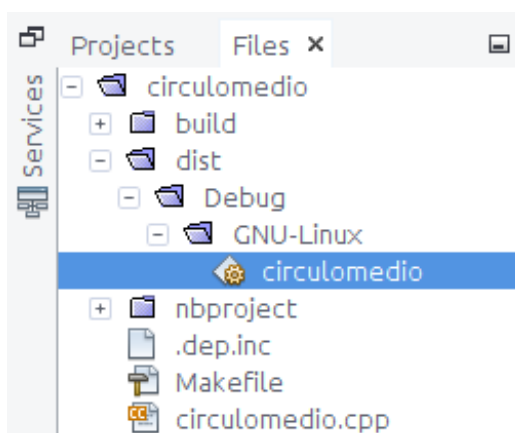 Projects Files
Services
circulomedio
build
dist
Debug
GNU-Linux
circulomedio
nbproject
.dep.inc
Makefile
circulomedio.cpp